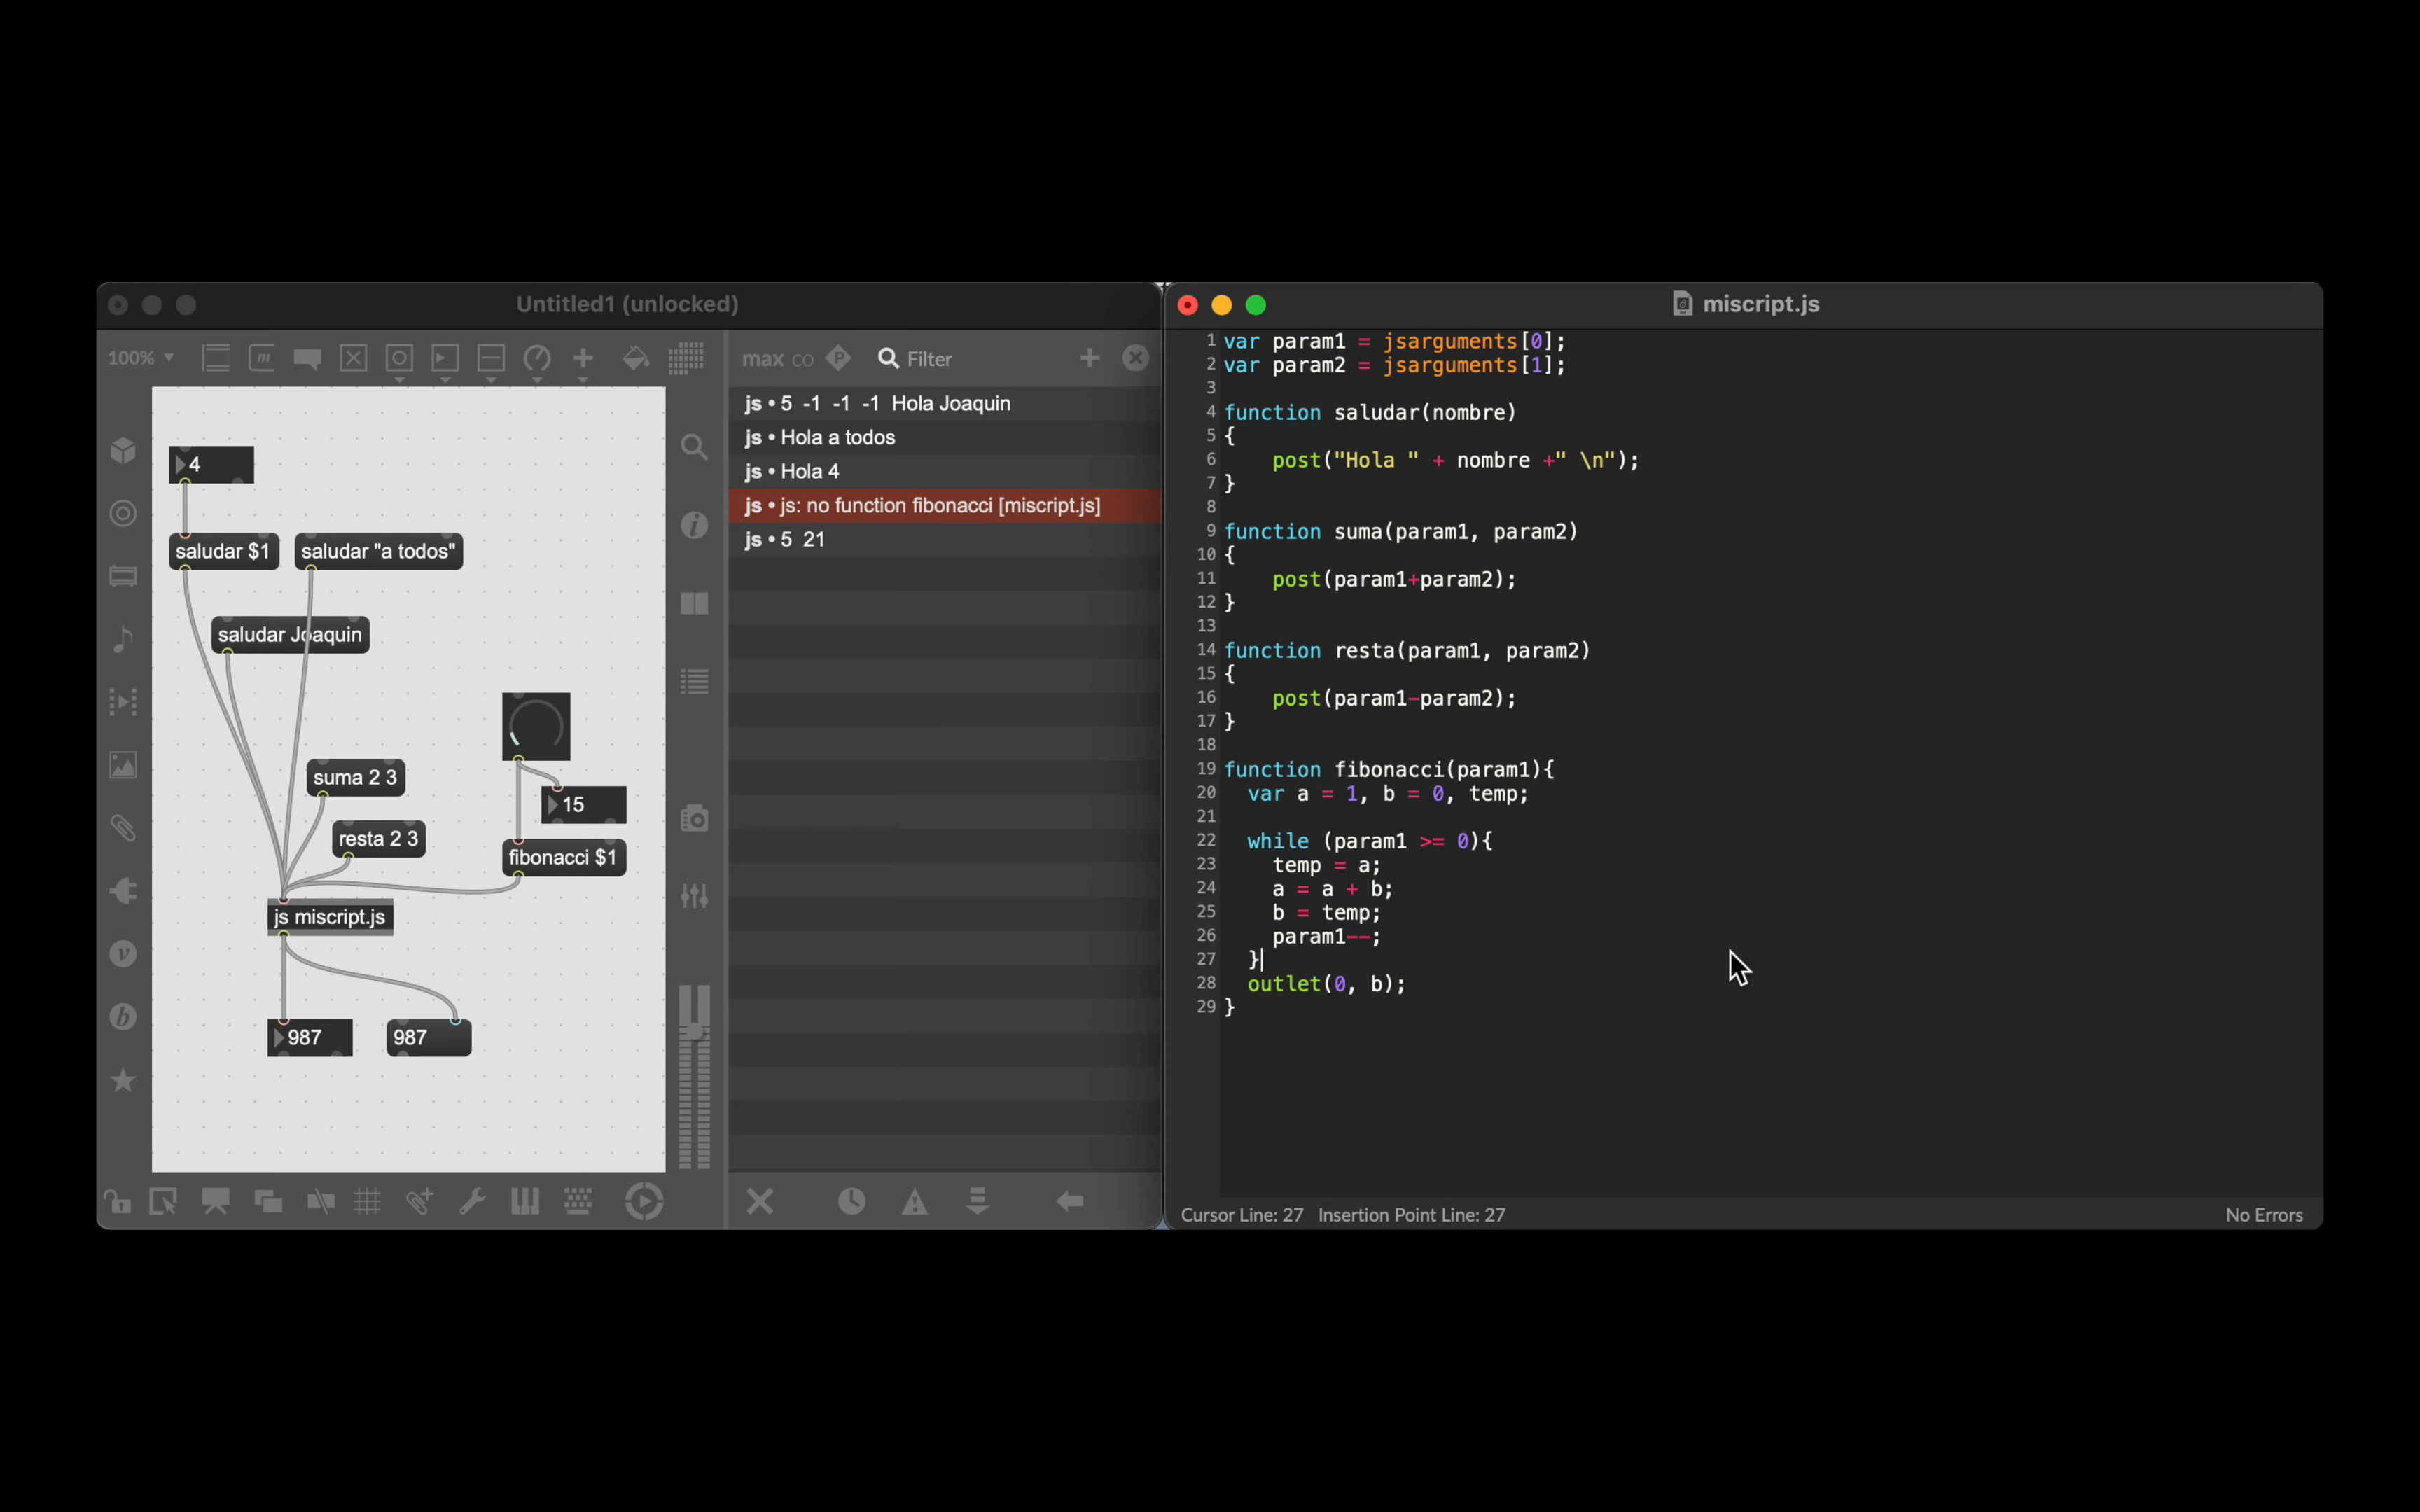 Untitled1 (unlocked)
100%
m
max co
P
Filter
4
saludar $1
saludar "a todos"
saludar Joaquin
suma 2 3
resta 2 3
15
fibonacci $1
js miscript.js
987
987
i
v
b
js • 5 -1 -1 -1 Hola Joaquin
js • Hola a todos
js • Hola 4
js • js: no function fibonacci [miscript.js]
js • 5 21
miscript.js
1 var param1 = jsarguments[0];
2 var param2 = jsarguments[1];
3
4 function saludar(nombre)
5 {
6 post("Hola " + nombre +" \n");
7 }
8
9 function suma(param1, param2)
10 {
11 post(param1+param2);
12 }
13
14 function resta(param1, param2)
15 {
16 post(param1-param2);
17 }
18
19 function fibonacci(param1){
20 var a = 1, b = 0, temp;
21
22 while (param1 >= 0){
23 temp = a;
24 a = a + b;
25 b = temp;
26 param1--;
27 }
28 outlet(0, b);
29 }
Cursor Line: 27 Insertion Point Line: 27
No Errors